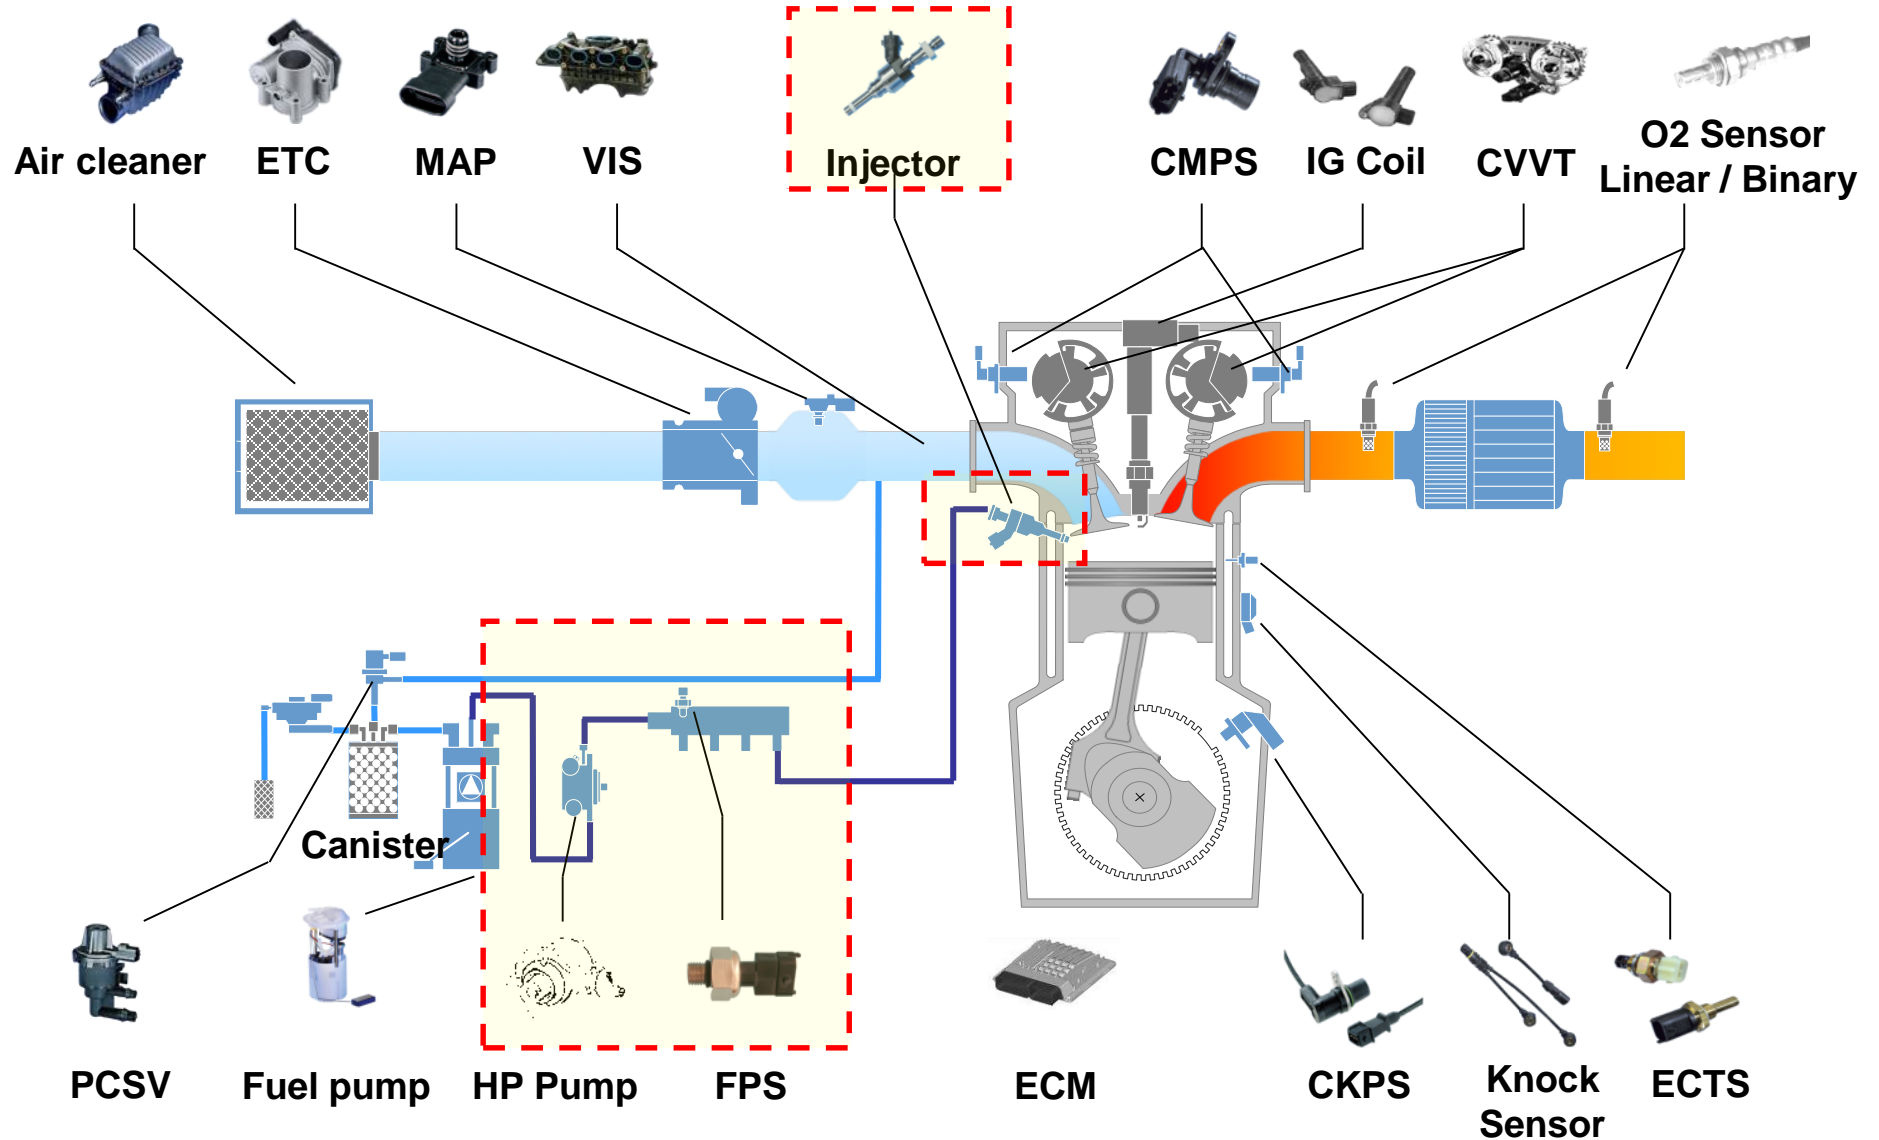 Air cleaner
ETC
MAP
VIS
Injector
CMPS
IG Coil
CVVT
O2 Sensor
Linear / Binary
Canister
PCSV
Fuel pump
HP Pump
FPS
ECM
CKPS
Knock
Sensor
ECTS